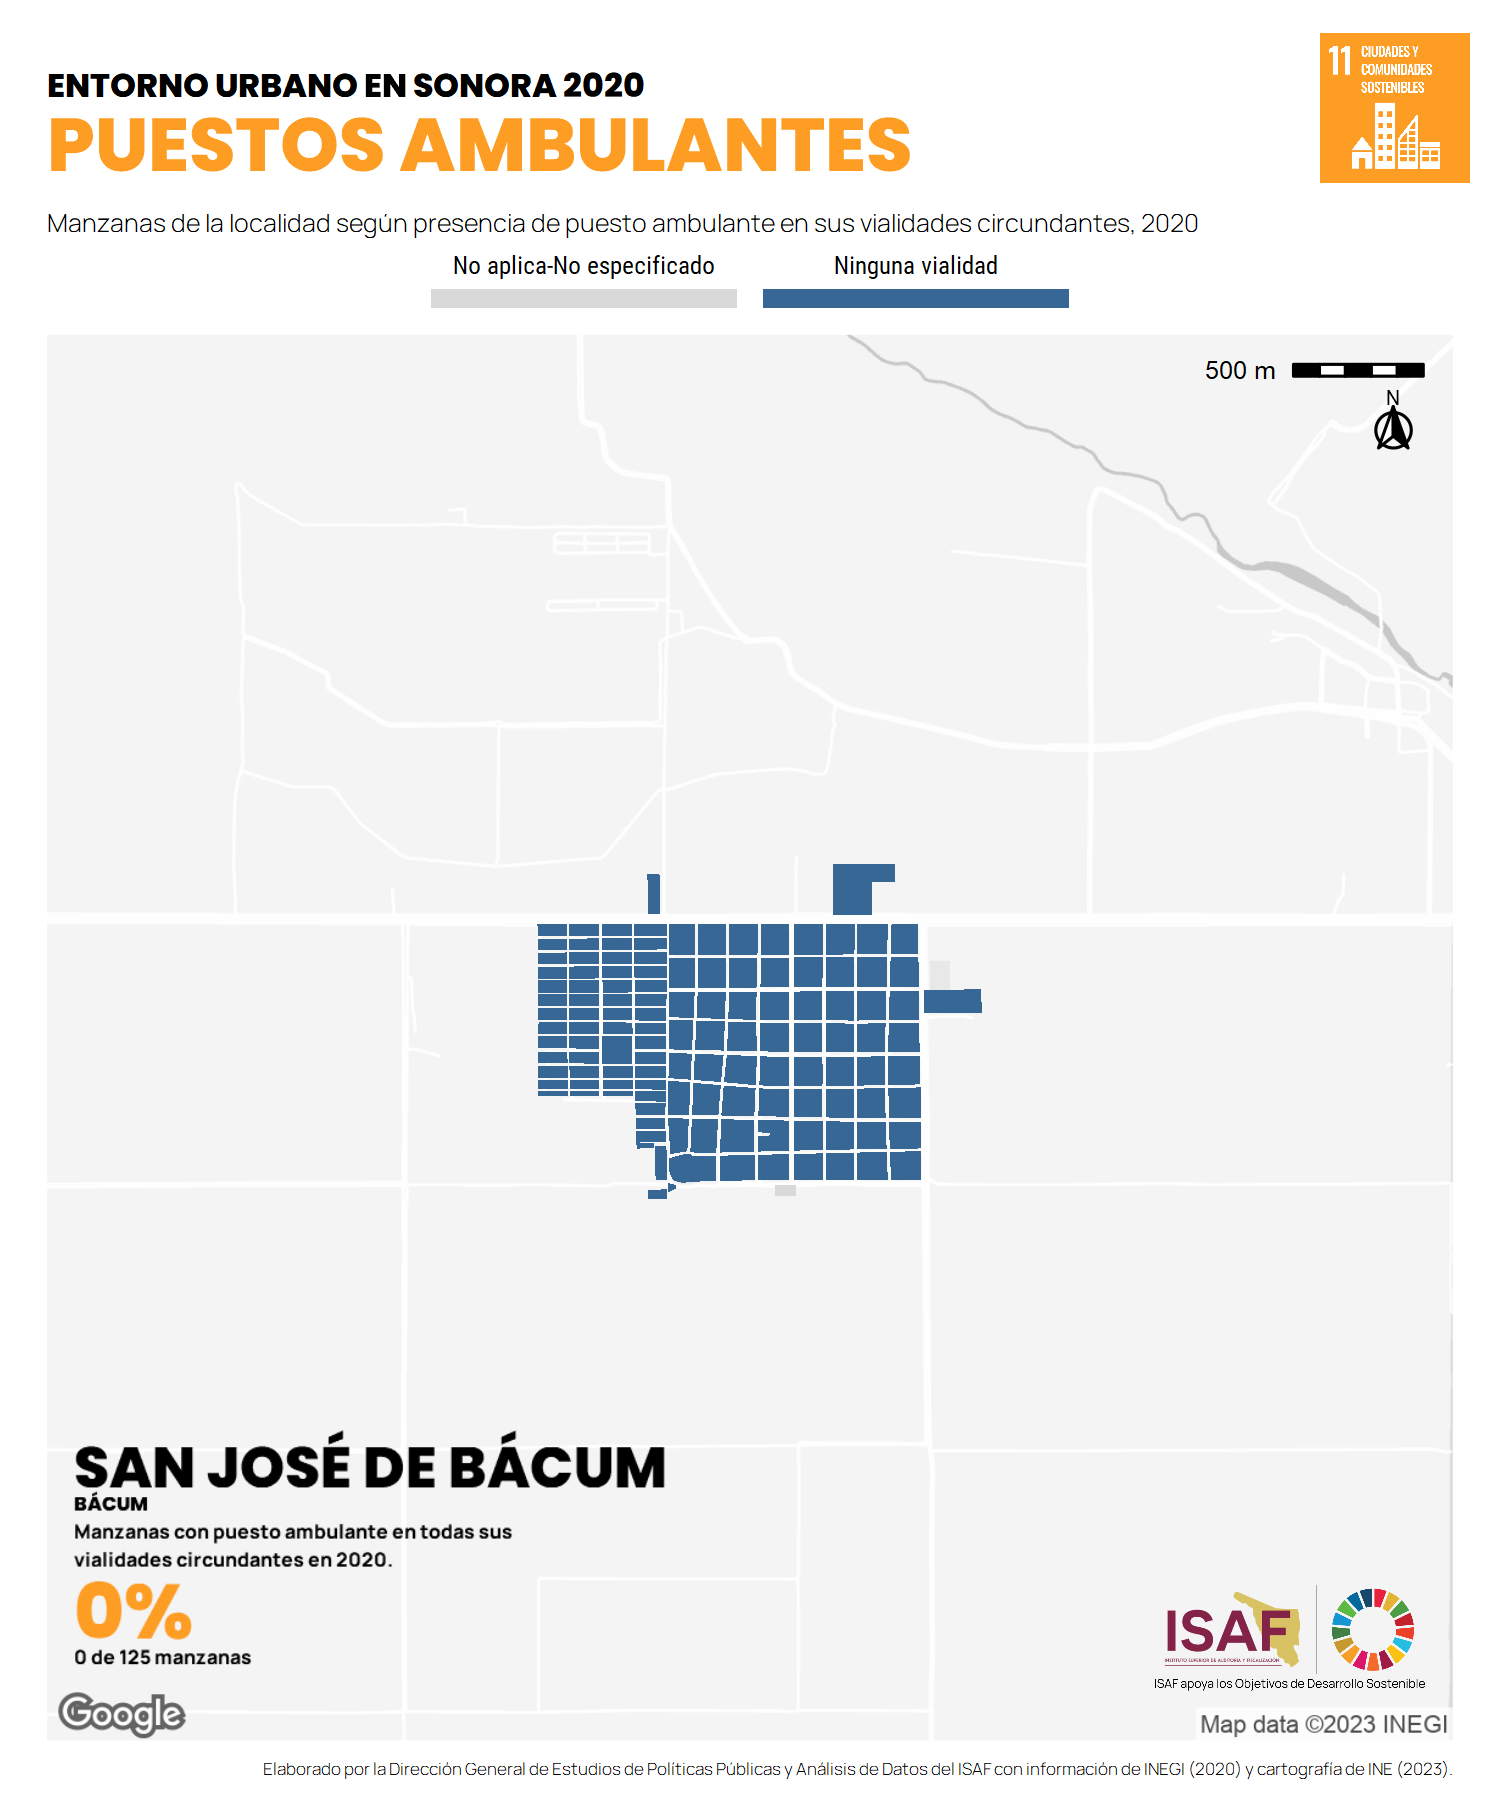 ENTORNO URBANO EN SONORA 2020
PUESTOS AMBULANTES
11 CIUDADES Y
COMUNIDADES
SOSTENIBLES
Manzanas de la localidad según presencia de puesto ambulante en sus vialidades circundantes, 2020
No aplica-No especificado
Ninguna vialidad
500 m
N
SAN JOSÉ DE BÁCUM
BÁCUM
Manzanas con puesto ambulante en todas sus
vialidades circundantes en 2020.
0%
0 de 125 manzanas
Google
ISAF
INSTITUTO SUPERIOR DE AUDITORÍA Y FISCALIZACIÓN
ISAF apoya los Objetivos de Desarrollo Sostenible
Map data ©2023 INEGI
Elaborado por la Dirección General de Estudios de Políticas Públicas y Análisis de Datos del ISAF con información de INEGI (2020) y cartografía de INE (2023).